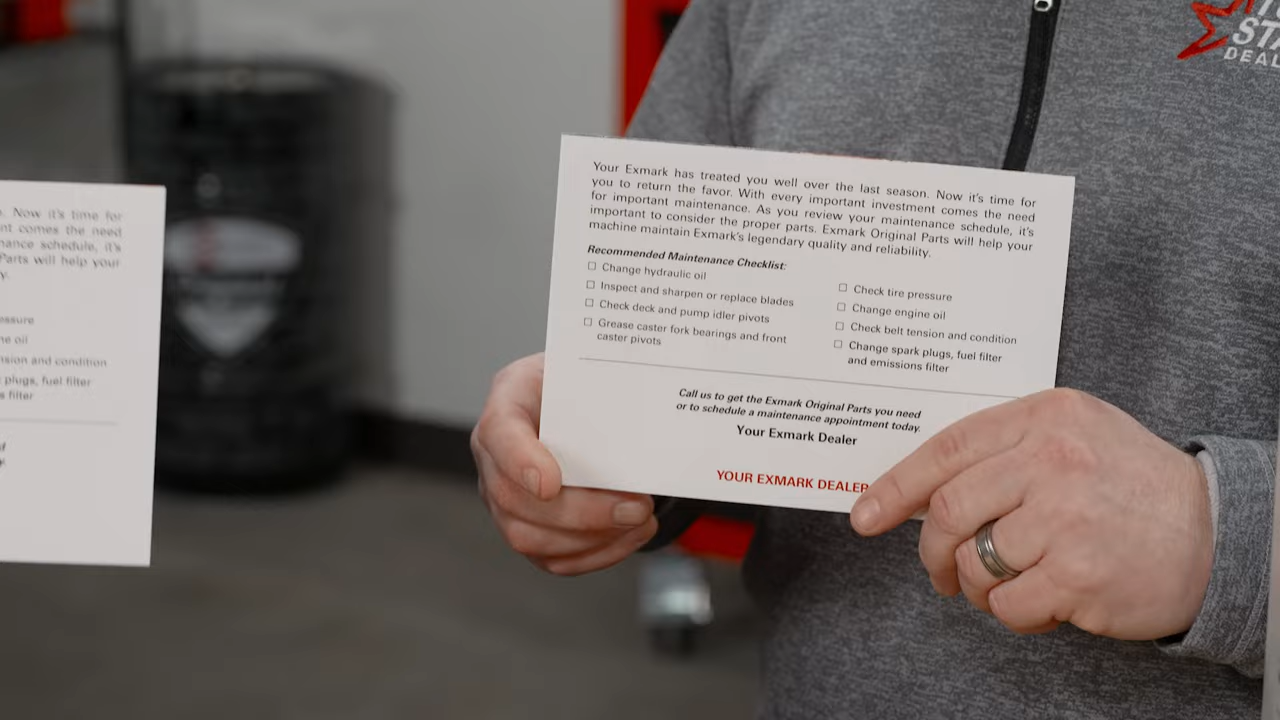 Your Exmark has treated you well over the last season. Now it's time for
you to return the favor. With every important investment comes the need
for important maintenance. As you review your maintenance schedule, it's
important to consider the proper parts. Exmark Original Parts will help your
machine maintain Exmark's legendary quality and reliability.
Recommended Maintenance Checklist:
Change hydraulic oil
Inspect and sharpen or replace blades
Check deck and pump idler pivots
Grease caster fork bearings and front
caster pivots
Check tire pressure
Change engine oil
Check belt tension and condition
Change spark plugs, fuel filter
and emissions filter
Call us to get the Exmark Original Parts you need
or to schedule a maintenance appointment today.
Your Exmark Dealer
YOUR EXMARK DEALER
Now it's time for
comes the need
schedule, it's
Parts will help your
oil
and condition
plugs, fuel filter
filter